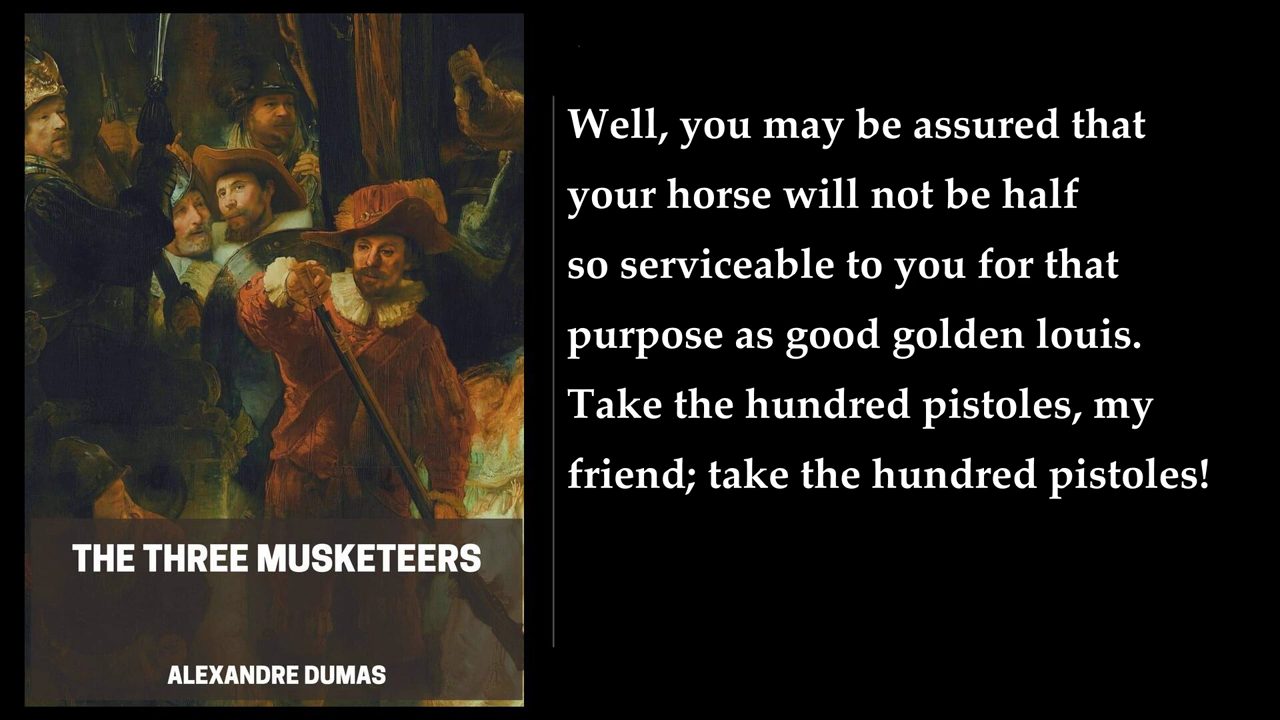 THE THREE MUSKETEERS
ALEXANDRE DUMAS
Well, you may be assured that
your horse will not be half
so serviceable to you for that
purpose as good golden louis.
Take the hundred pistoles, my
friend; take the hundred pistoles!